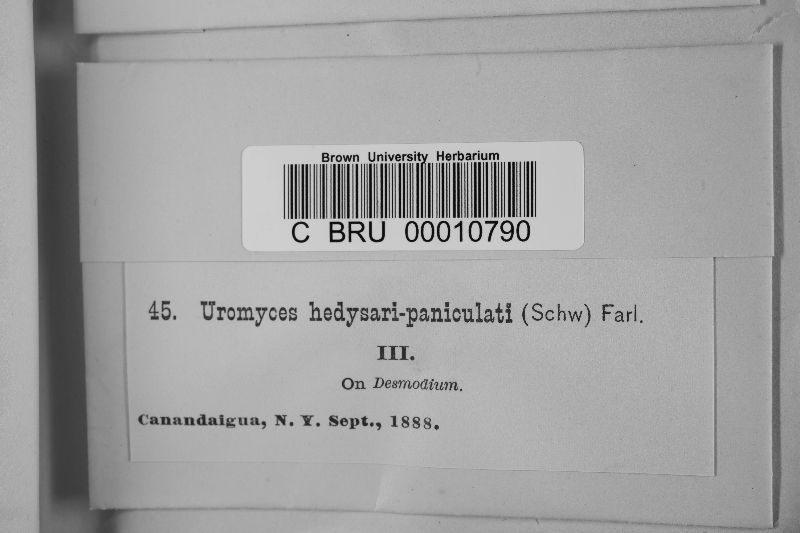 Brown University Herbarium
C BRU 00010790
45. Uromyces hedysari-paniculati (Schw) Farl.
III.
On Desmodium.
Canandaigua, N. Y. Sept., 1888.